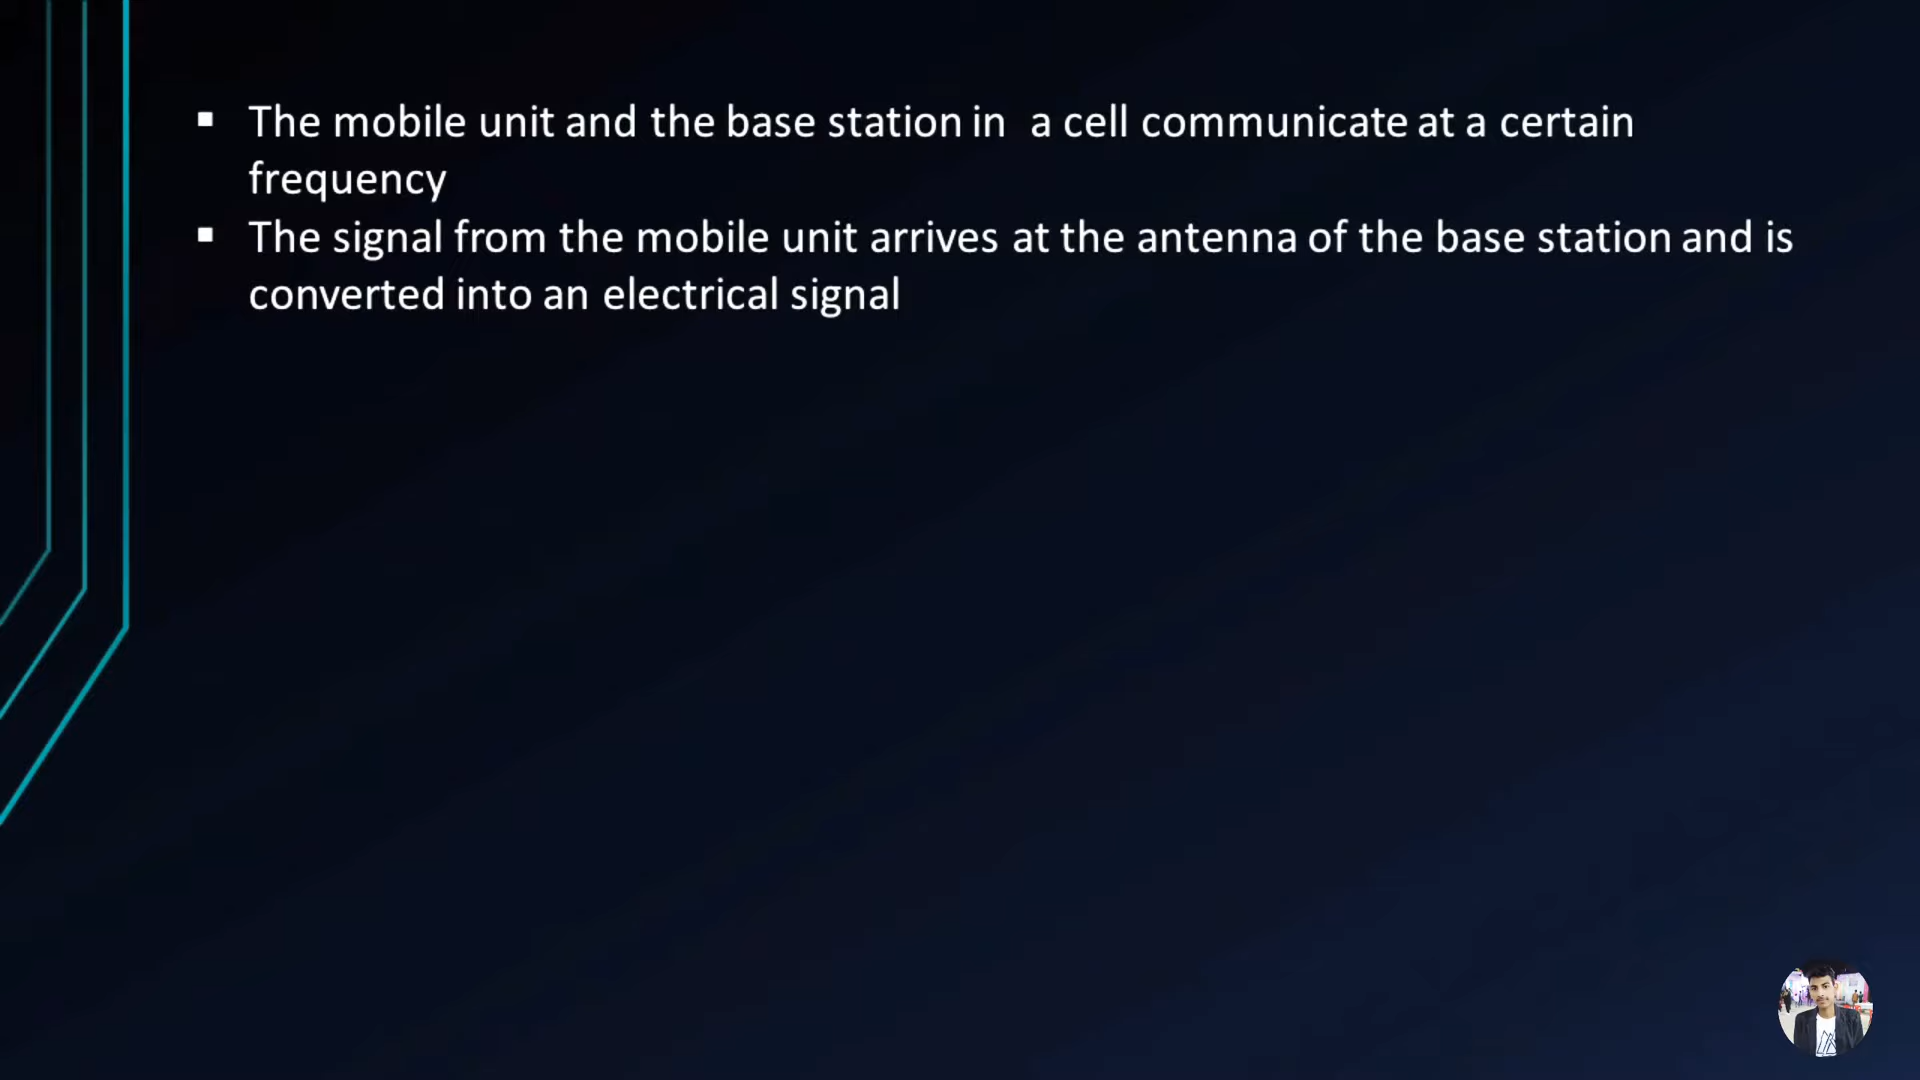 ▪ The mobile unit and the base station in a cell communicate at a certain
frequency
▪ The signal from the mobile unit arrives at the antenna of the base station and is
converted into an electrical signal